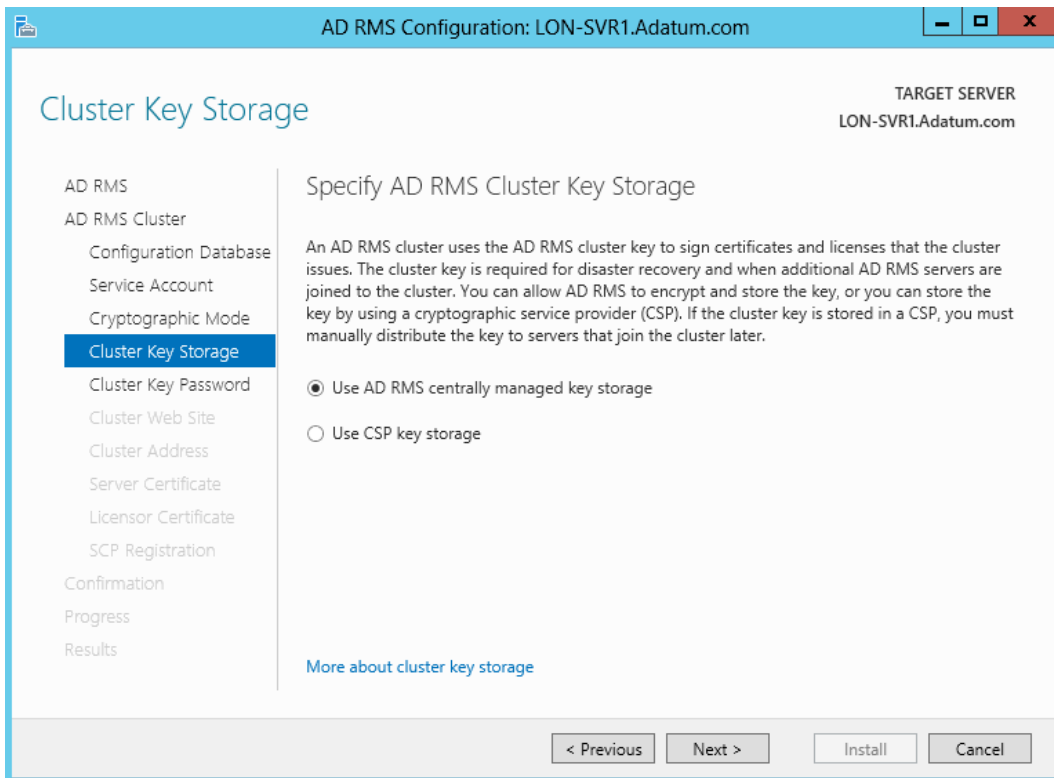 AD RMS Configuration: LON-SVR1.Adatum.com
Cluster Key Storage
TARGET SERVER
LON-SVR1.Adatum.com
AD RMS
AD RMS Cluster
Configuration Database
Service Account
Cryptographic Mode
Cluster Key Storage
Cluster Key Password
Cluster Web Site
Cluster Address
Server Certificate
Licensor Certificate
SCP Registration
Confirmation
Progress
Results
Specify AD RMS Cluster Key Storage
An AD RMS cluster uses the AD RMS cluster key to sign certificates and licenses that the cluster
issues. The cluster key is required for disaster recovery and when additional AD RMS servers are
joined to the cluster. You can allow AD RMS to encrypt and store the key, or you can store the
key by using a cryptographic service provider (CSP). If the cluster key is stored in a CSP, you must
manually distribute the key to servers that join the cluster later.
Use AD RMS centrally managed key storage
Use CSP key storage
More about cluster key storage
< Previous
Next >
Install
Cancel